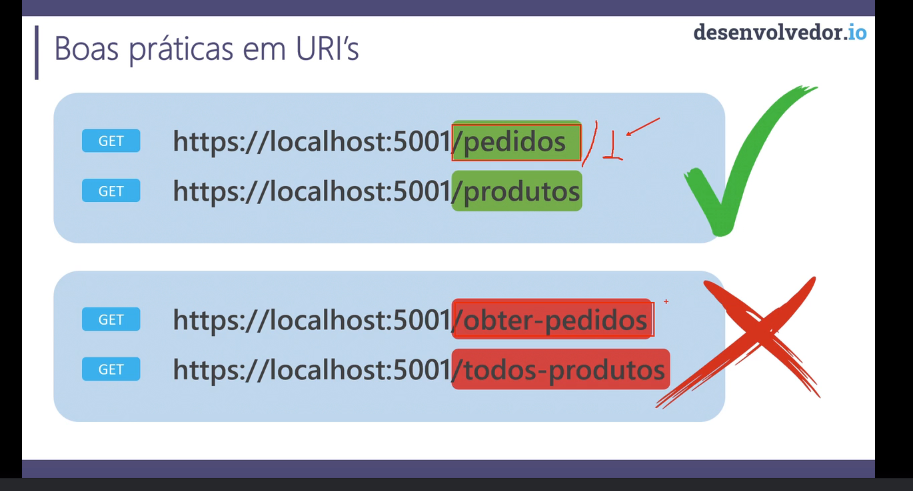 Boas práticas em URI's
desenvolvedor.io
GET https://localhost:5001/pedidos /1
GET https://localhost:5001/produtos
GET https://localhost:5001/obter-pedidos
GET https://localhost:5001/todos-produtos